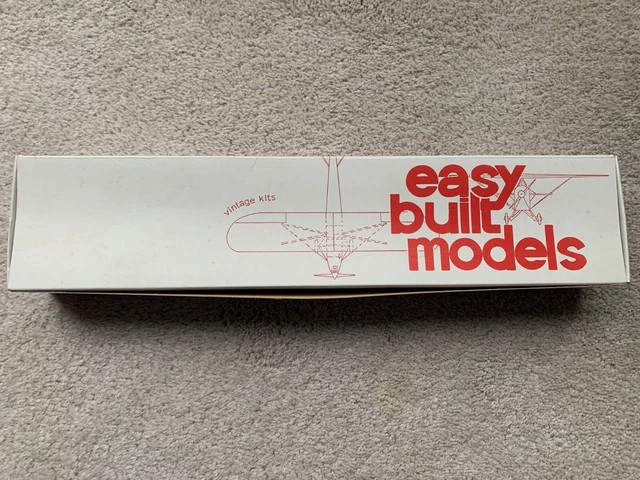 vintage kits
easy
built
models